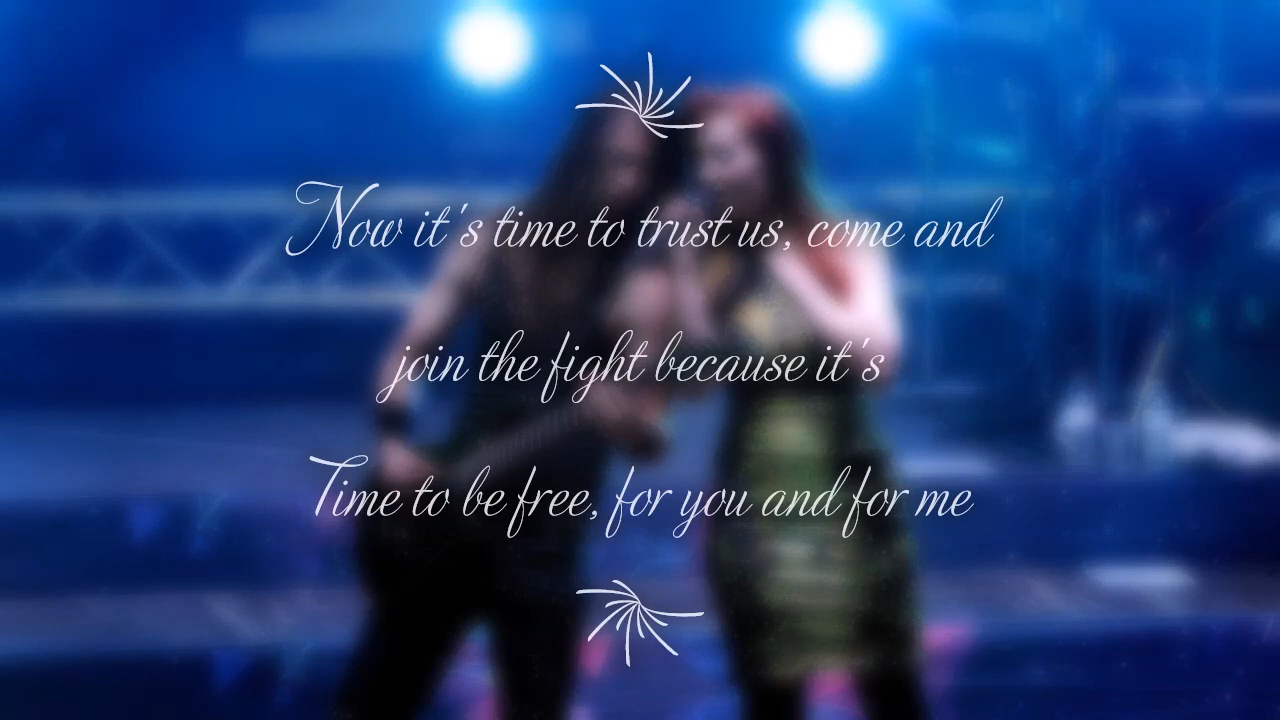 Now it's time to trust us, come and
join the fight because it's
Time to be free, for you and for me